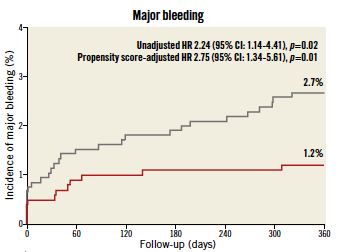 Major bleeding
Unadjusted HR 2.24 (95% CI: 1.14-4.41), p=0.02
Propensity score-adjusted HR 2.75 (95% CI: 1.34-5.61), p=0.01
Incidence of major bleeding (%)
4
3
2
1
0
2.7%
1.2%
0 60 120 180 240 300 360
Follow-up (days)